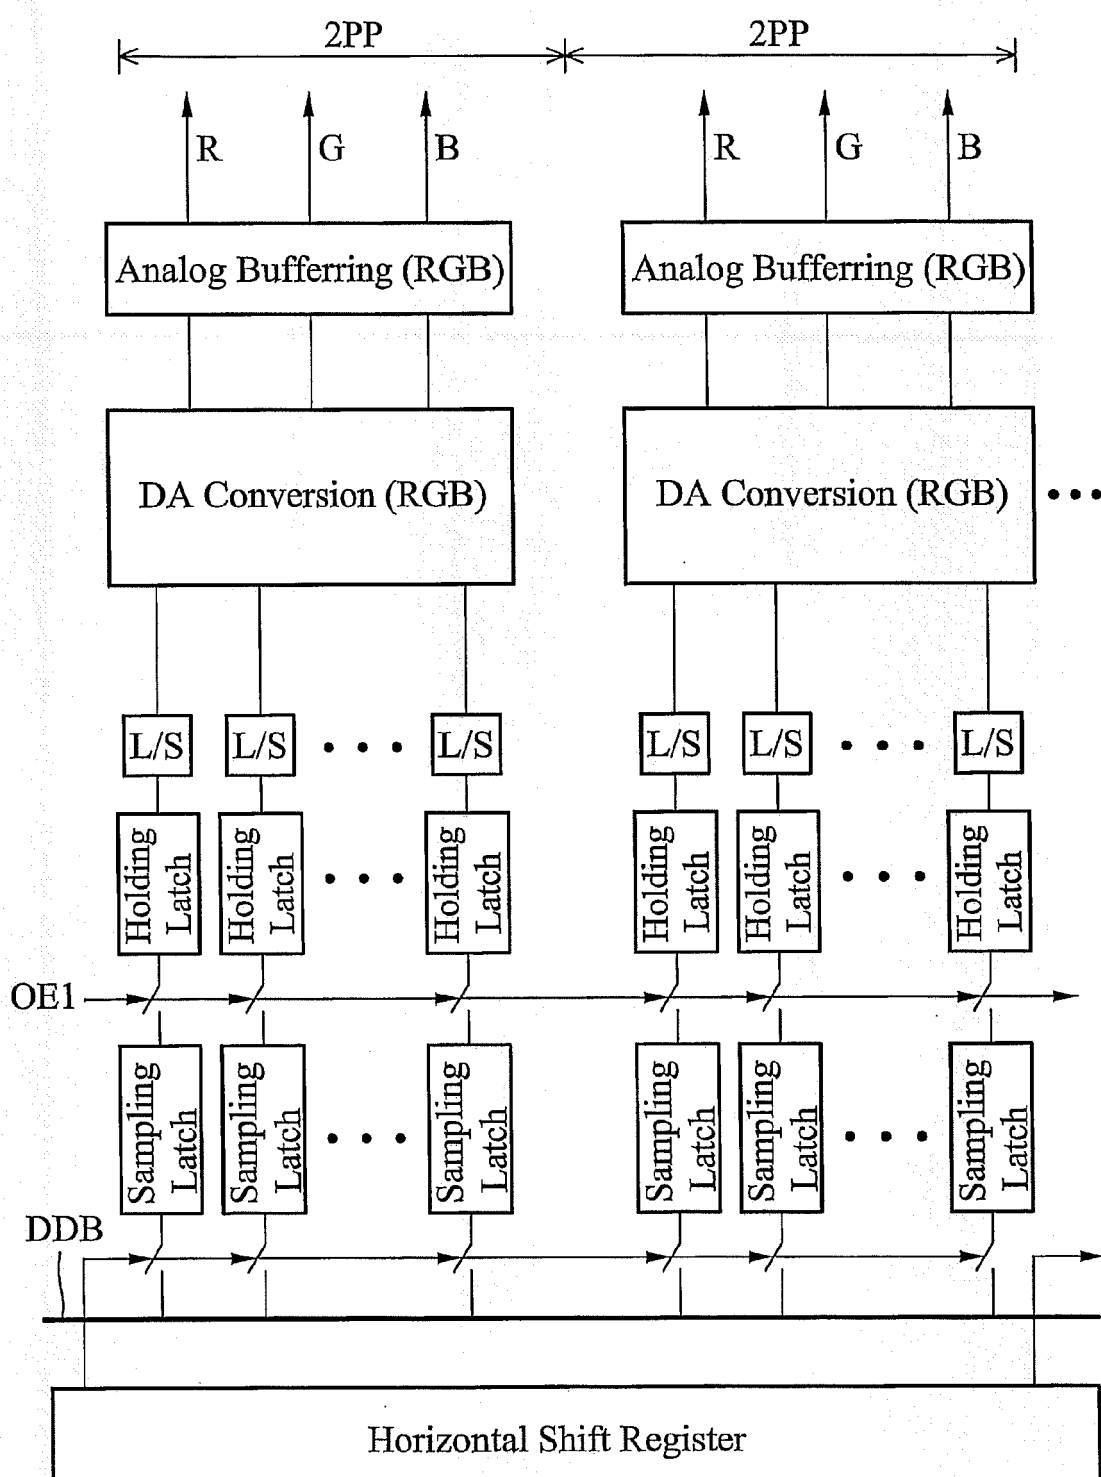 2PP 2PP
R G B R G B
Analog Bufferring (RGB) Analog Bufferring (RGB)
DA Conversion (RGB) DA Conversion (RGB)
L/S L/S L/S L/S L/S L/S
Holding Latch Holding Latch Holding Latch Holding Latch Holding Latch Holding Latch
OE1
Sampling Latch Sampling Latch Sampling Latch Sampling Latch Sampling Latch Sampling Latch
DDB
Horizontal Shift Register